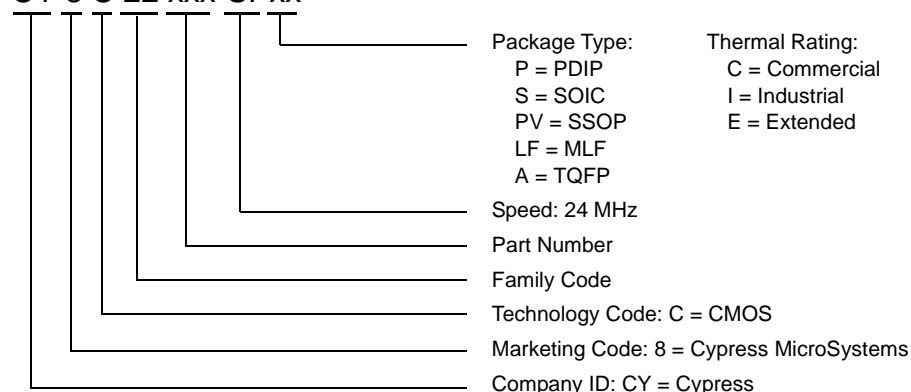 Package Type: Thermal Rating:
P = PDIP C = Commercial
S = SOIC I = Industrial
PV = SSOP E = Extended
LF = MLF
A = TQFP
Speed: 24 MHz
Part Number
Family Code
Technology Code: C = CMOS
Marketing Code: 8 = Cypress MicroSystems
Company ID: CY = Cypress